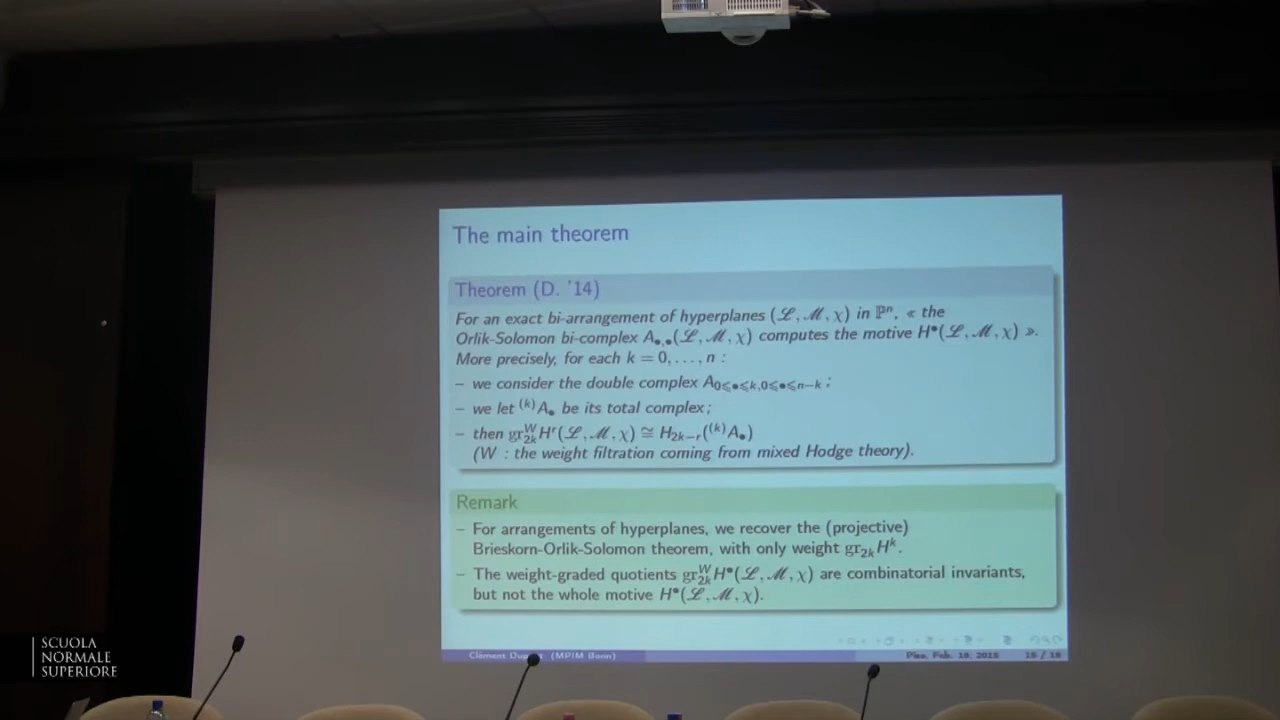 The main theorem
Theorem (D. '14)
For an exact bi-arrangement of hyperplanes (ℒ, ℳ, χ) in ℙⁿ, « the
Orlik-Solomon bi-complex A•,•(ℒ, ℳ, χ) computes the motive H•(ℒ, ℳ, χ) ».
More precisely, for each k = 0, . . . , n :
– we consider the double complex A₀⩽•⩽k,0⩽•⩽n−k ;
– we let ⁽ᵏ⁾A• be its total complex ;
– then gr^W_2k H^r(ℒ, ℳ, χ) ≅ H_2k−r(⁽ᵏ⁾A•)
(W : the weight filtration coming from mixed Hodge theory).
Remark
– For arrangements of hyperplanes, we recover the (projective)
Brieskorn-Orlik-Solomon theorem, with only weight gr_2k H^k.
– The weight-graded quotients gr^W_2k H•(ℒ, ℳ, χ) are combinatorial invariants,
but not the whole motive H•(ℒ, ℳ, χ).
Clément (MPIM Bonn)
Pisa, Feb. 2015
15 / 16
SCUOLA
NORMALE
SUPERIORE